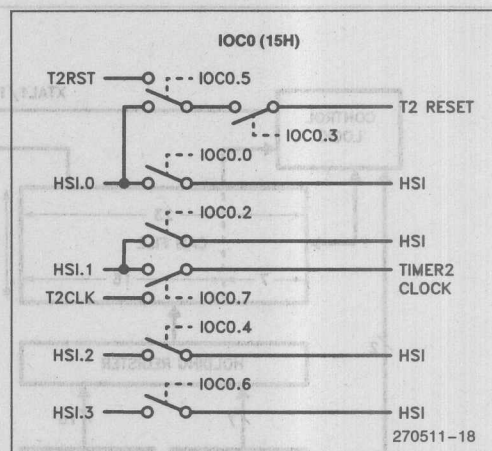 IOC0 (15H)
T2RST
IOC0.5
T2 RESET
IOC0.3
IOC0.0
HSI.0
HSI
IOC0.2
HSI
HSI.1
TIMER2
CLOCK
T2CLK
IOC0.7
IOC0.4
HSI.2
HSI
IOC0.6
HSI.3
HSI
270511-18